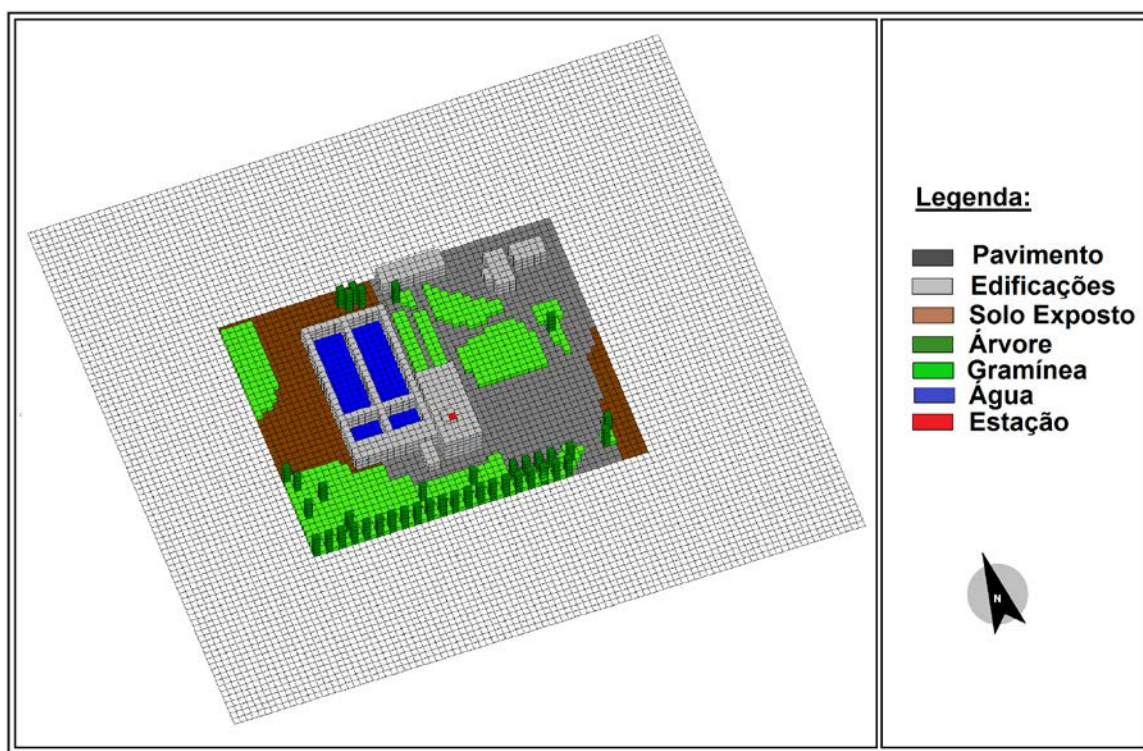 Legenda:
Pavimento
Edificações
Solo Exposto
Árvore
Gramínea
Água
Estação
N